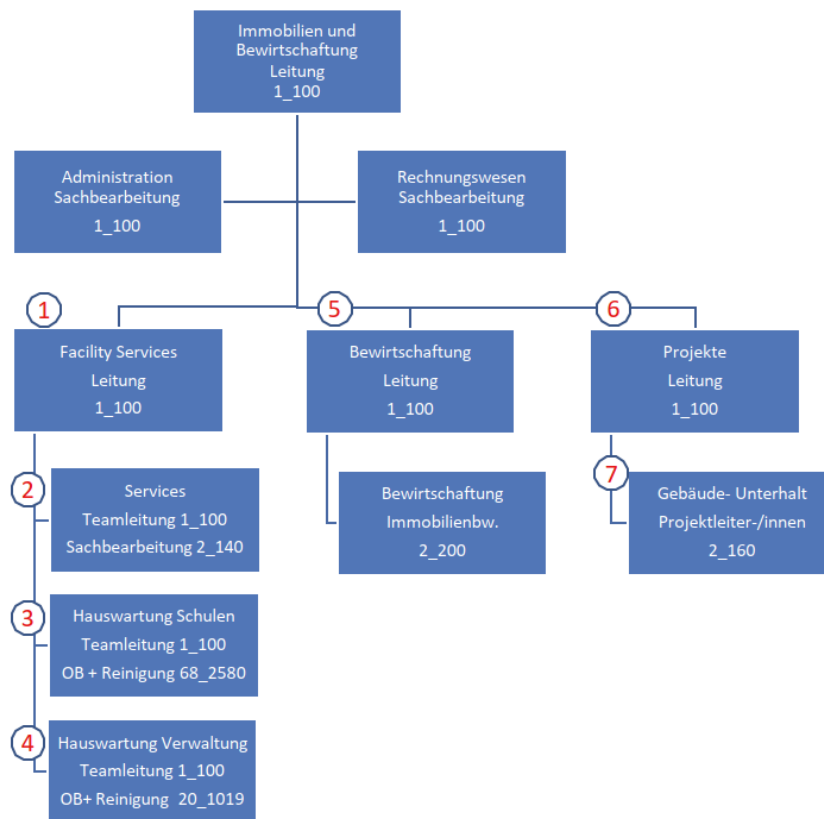 Immobilien und
Bewirtschaftung
Leitung
1_100
Administration
Sachbearbeitung
1_100
Rechnungswesen
Sachbearbeitung
1_100
1
Facility Services
Leitung
1_100
5
Bewirtschaftung
Leitung
1_100
6
Projekte
Leitung
1_100
2
Services
Teamleitung 1_100
Sachbearbeitung 2_140
Bewirtschaftung
Immobilienbw.
2_200
7
Gebäude- Unterhalt
Projektleiter-/innen
2_160
3
Hauswartung Schulen
Teamleitung 1_100
OB + Reinigung 68_2580
4
Hauswartung Verwaltung
Teamleitung 1_100
OB+ Reinigung 20_1019